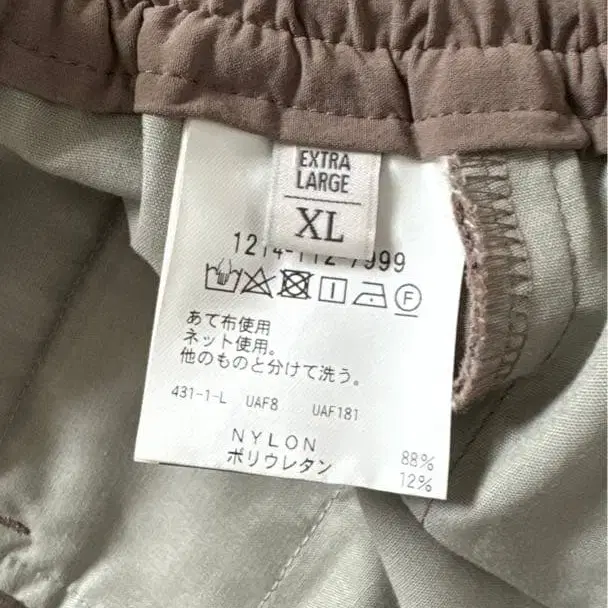 EXTRA
LARGE
XL
1214-112-7999
F
あて布使用
ネット使用。
他のものと分けて洗う。
431-1-L UAF8 UAF181
NYLON 88%
ポリウレタン 12%